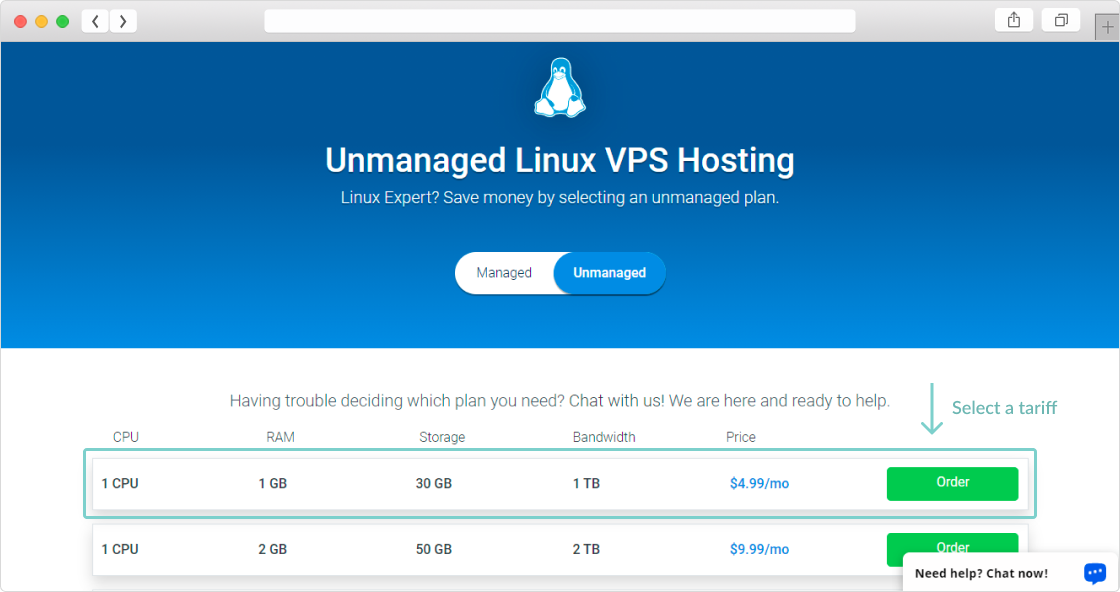 Unmanaged Linux VPS Hosting
Linux Expert? Save money by selecting an unmanaged plan.
Managed Unmanaged
Having trouble deciding which plan you need? Chat with us! We are here and ready to help.
Select a tariff
CPU RAM Storage Bandwidth Price
1 CPU 1 GB 30 GB 1 TB $4.99/mo Order
1 CPU 2 GB 50 GB 2 TB $9.99/mo Order
Need help? Chat now!